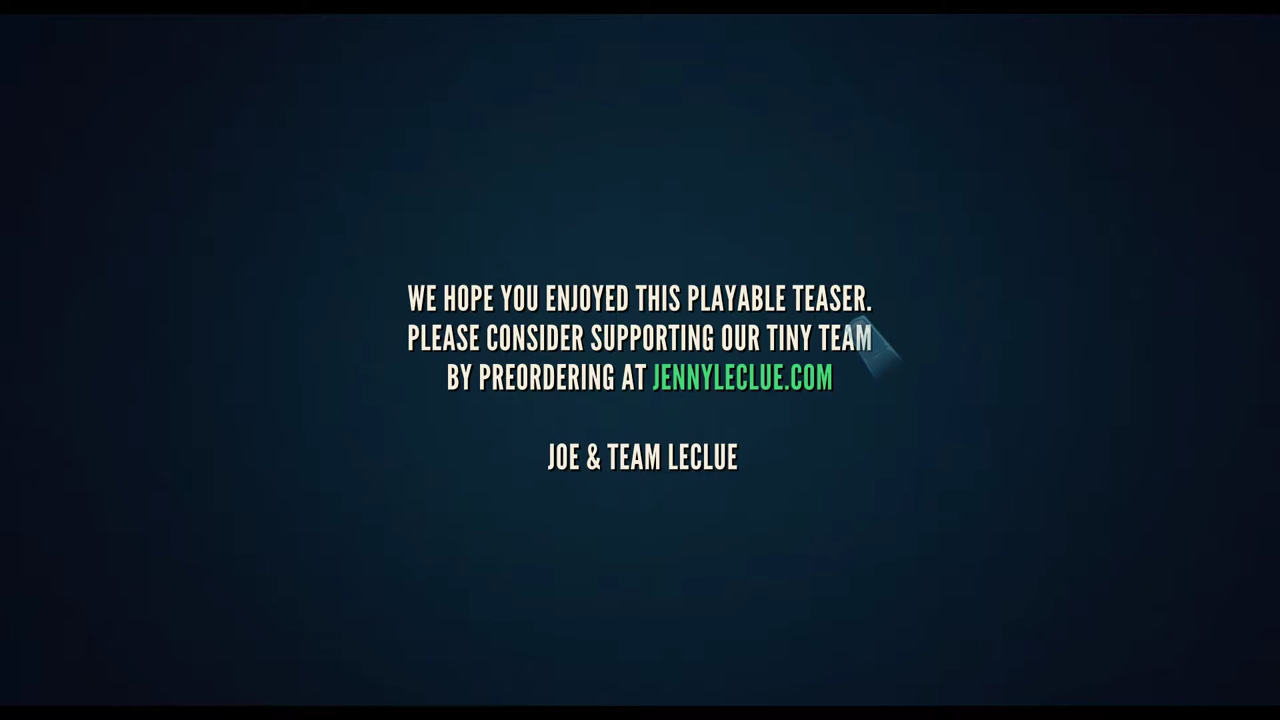 WE HOPE YOU ENJOYED THIS PLAYABLE TEASER.
PLEASE CONSIDER SUPPORTING OUR TINY TEAM
BY PREORDERING AT JENNYLECLUE.COM
JOE & TEAM LECLUE